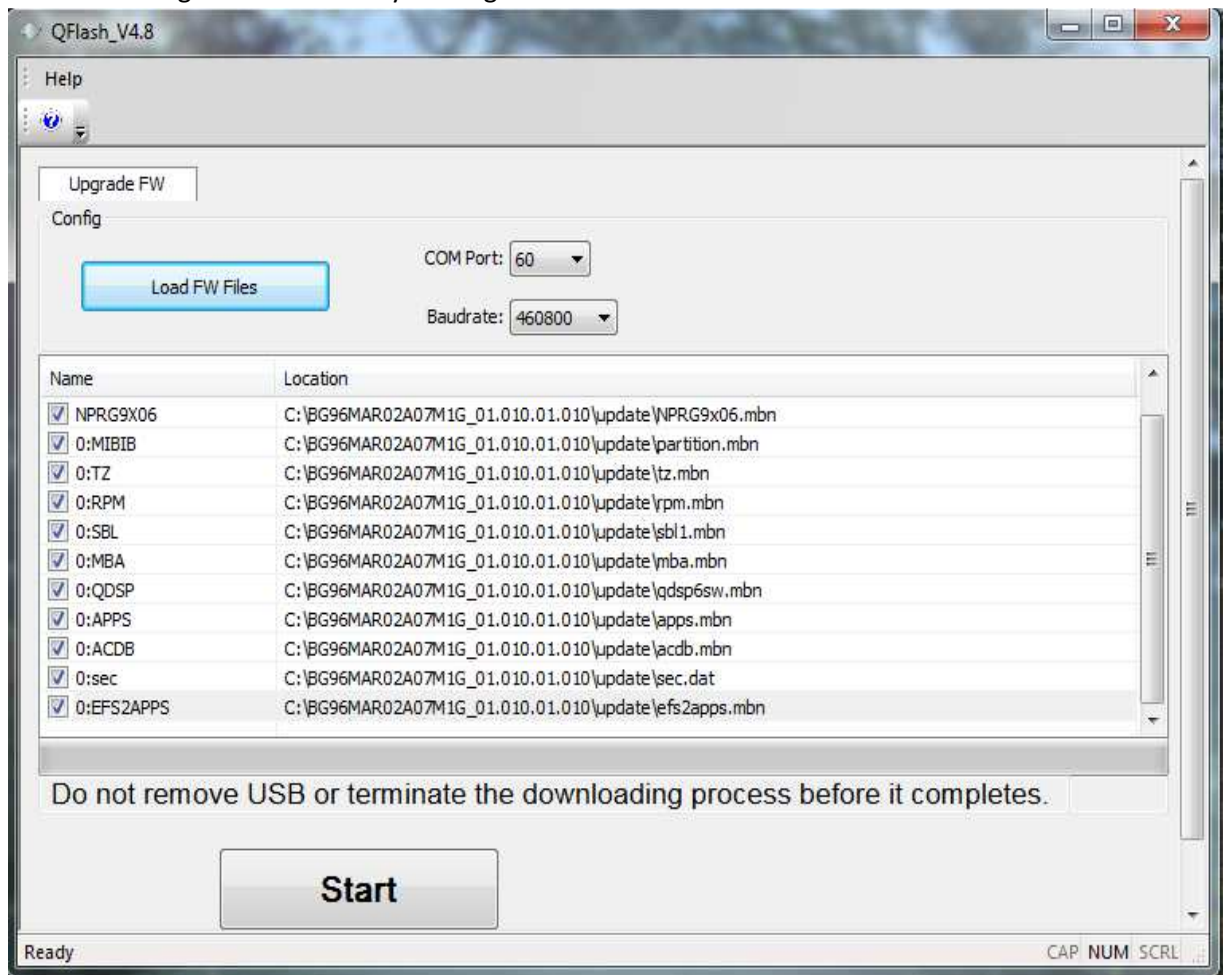 QFlash_V4.8
Help
Upgrade FW
Config
Load FW Files
COM Port: 60
Baudrate: 460800
Name Location
NPRG9X06 C:\BG96MAR02A07M1G_01.010.01.010\update\NPRG9x06.mbn
0:MIBIB C:\BG96MAR02A07M1G_01.010.01.010\update\partition.mbn
0:TZ C:\BG96MAR02A07M1G_01.010.01.010\update\tz.mbn
0:RPM C:\BG96MAR02A07M1G_01.010.01.010\update\rpm.mbn
0:SBL C:\BG96MAR02A07M1G_01.010.01.010\update\sbl1.mbn
0:MBA C:\BG96MAR02A07M1G_01.010.01.010\update\mba.mbn
0:QDSP C:\BG96MAR02A07M1G_01.010.01.010\update\qdsp6sw.mbn
0:APPS C:\BG96MAR02A07M1G_01.010.01.010\update\apps.mbn
0:ACDB C:\BG96MAR02A07M1G_01.010.01.010\update\acdb.mbn
0:sec C:\BG96MAR02A07M1G_01.010.01.010\update\sec.dat
0:EFS2APPS C:\BG96MAR02A07M1G_01.010.01.010\update\efs2apps.mbn
Do not remove USB or terminate the downloading process before it completes.
Start
Ready CAP NUM SCRL